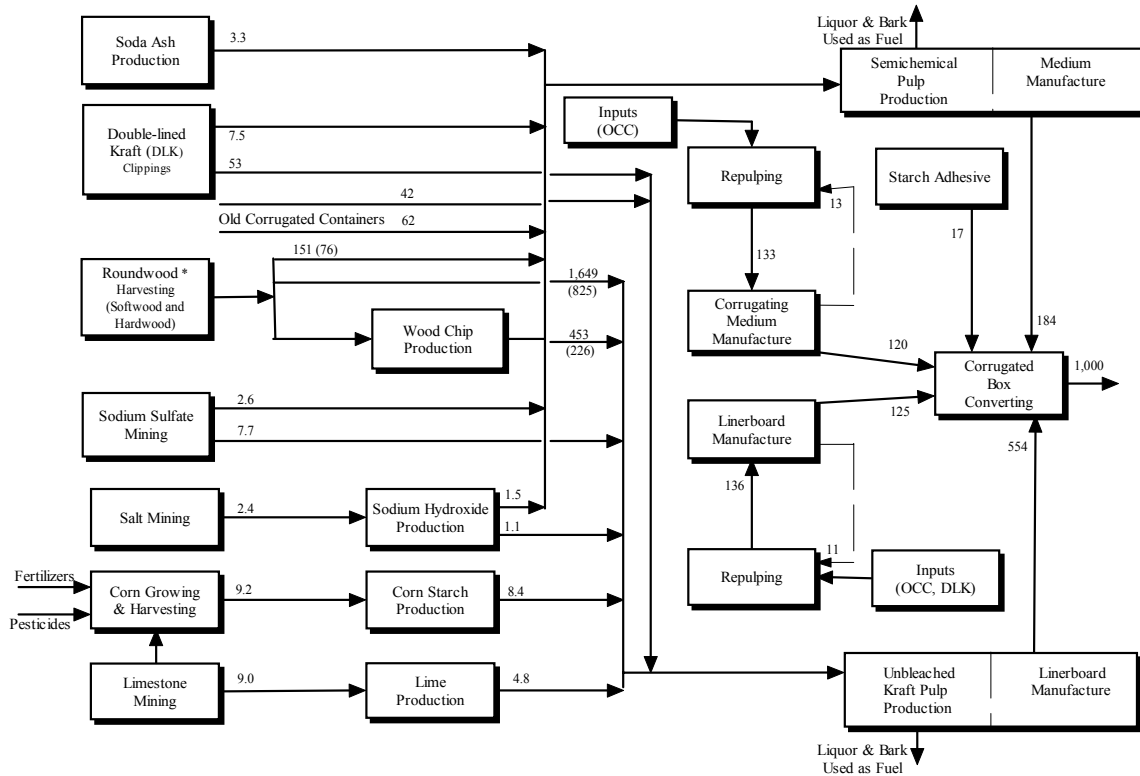 Liquor & Bark
Used as Fuel
Soda Ash
Production
3.3
Semichemical
Pulp
Production
Medium
Manufacture
Double-lined
Kraft (DLK)
Clippings
7.5
53
Inputs
(OCC)
Repulping
Starch Adhesive
42
Old Corrugated Containers
62
13
17
133
151 (76)
Roundwood *
Harvesting
(Softwood and
Hardwood)
1,649
(825)
Wood Chip
Production
453
(226)
Corrugating
Medium
Manufacture
184
120
Corrugated
Box
Converting
1,000
Sodium Sulfate
Mining
2.6
7.7
Linerboard
Manufacture
125
554
136
Salt Mining
2.4
Sodium Hydroxide
Production
1.5
1.1
11
Repulping
Inputs
(OCC, DLK)
Fertilizers
Pesticides
Corn Growing
& Harvesting
9.2
Corn Starch
Production
8.4
Limestone
Mining
9.0
Lime
Production
4.8
Unbleached
Kraft Pulp
Production
Linerboard
Manufacture
Liquor & Bark
Used as Fuel